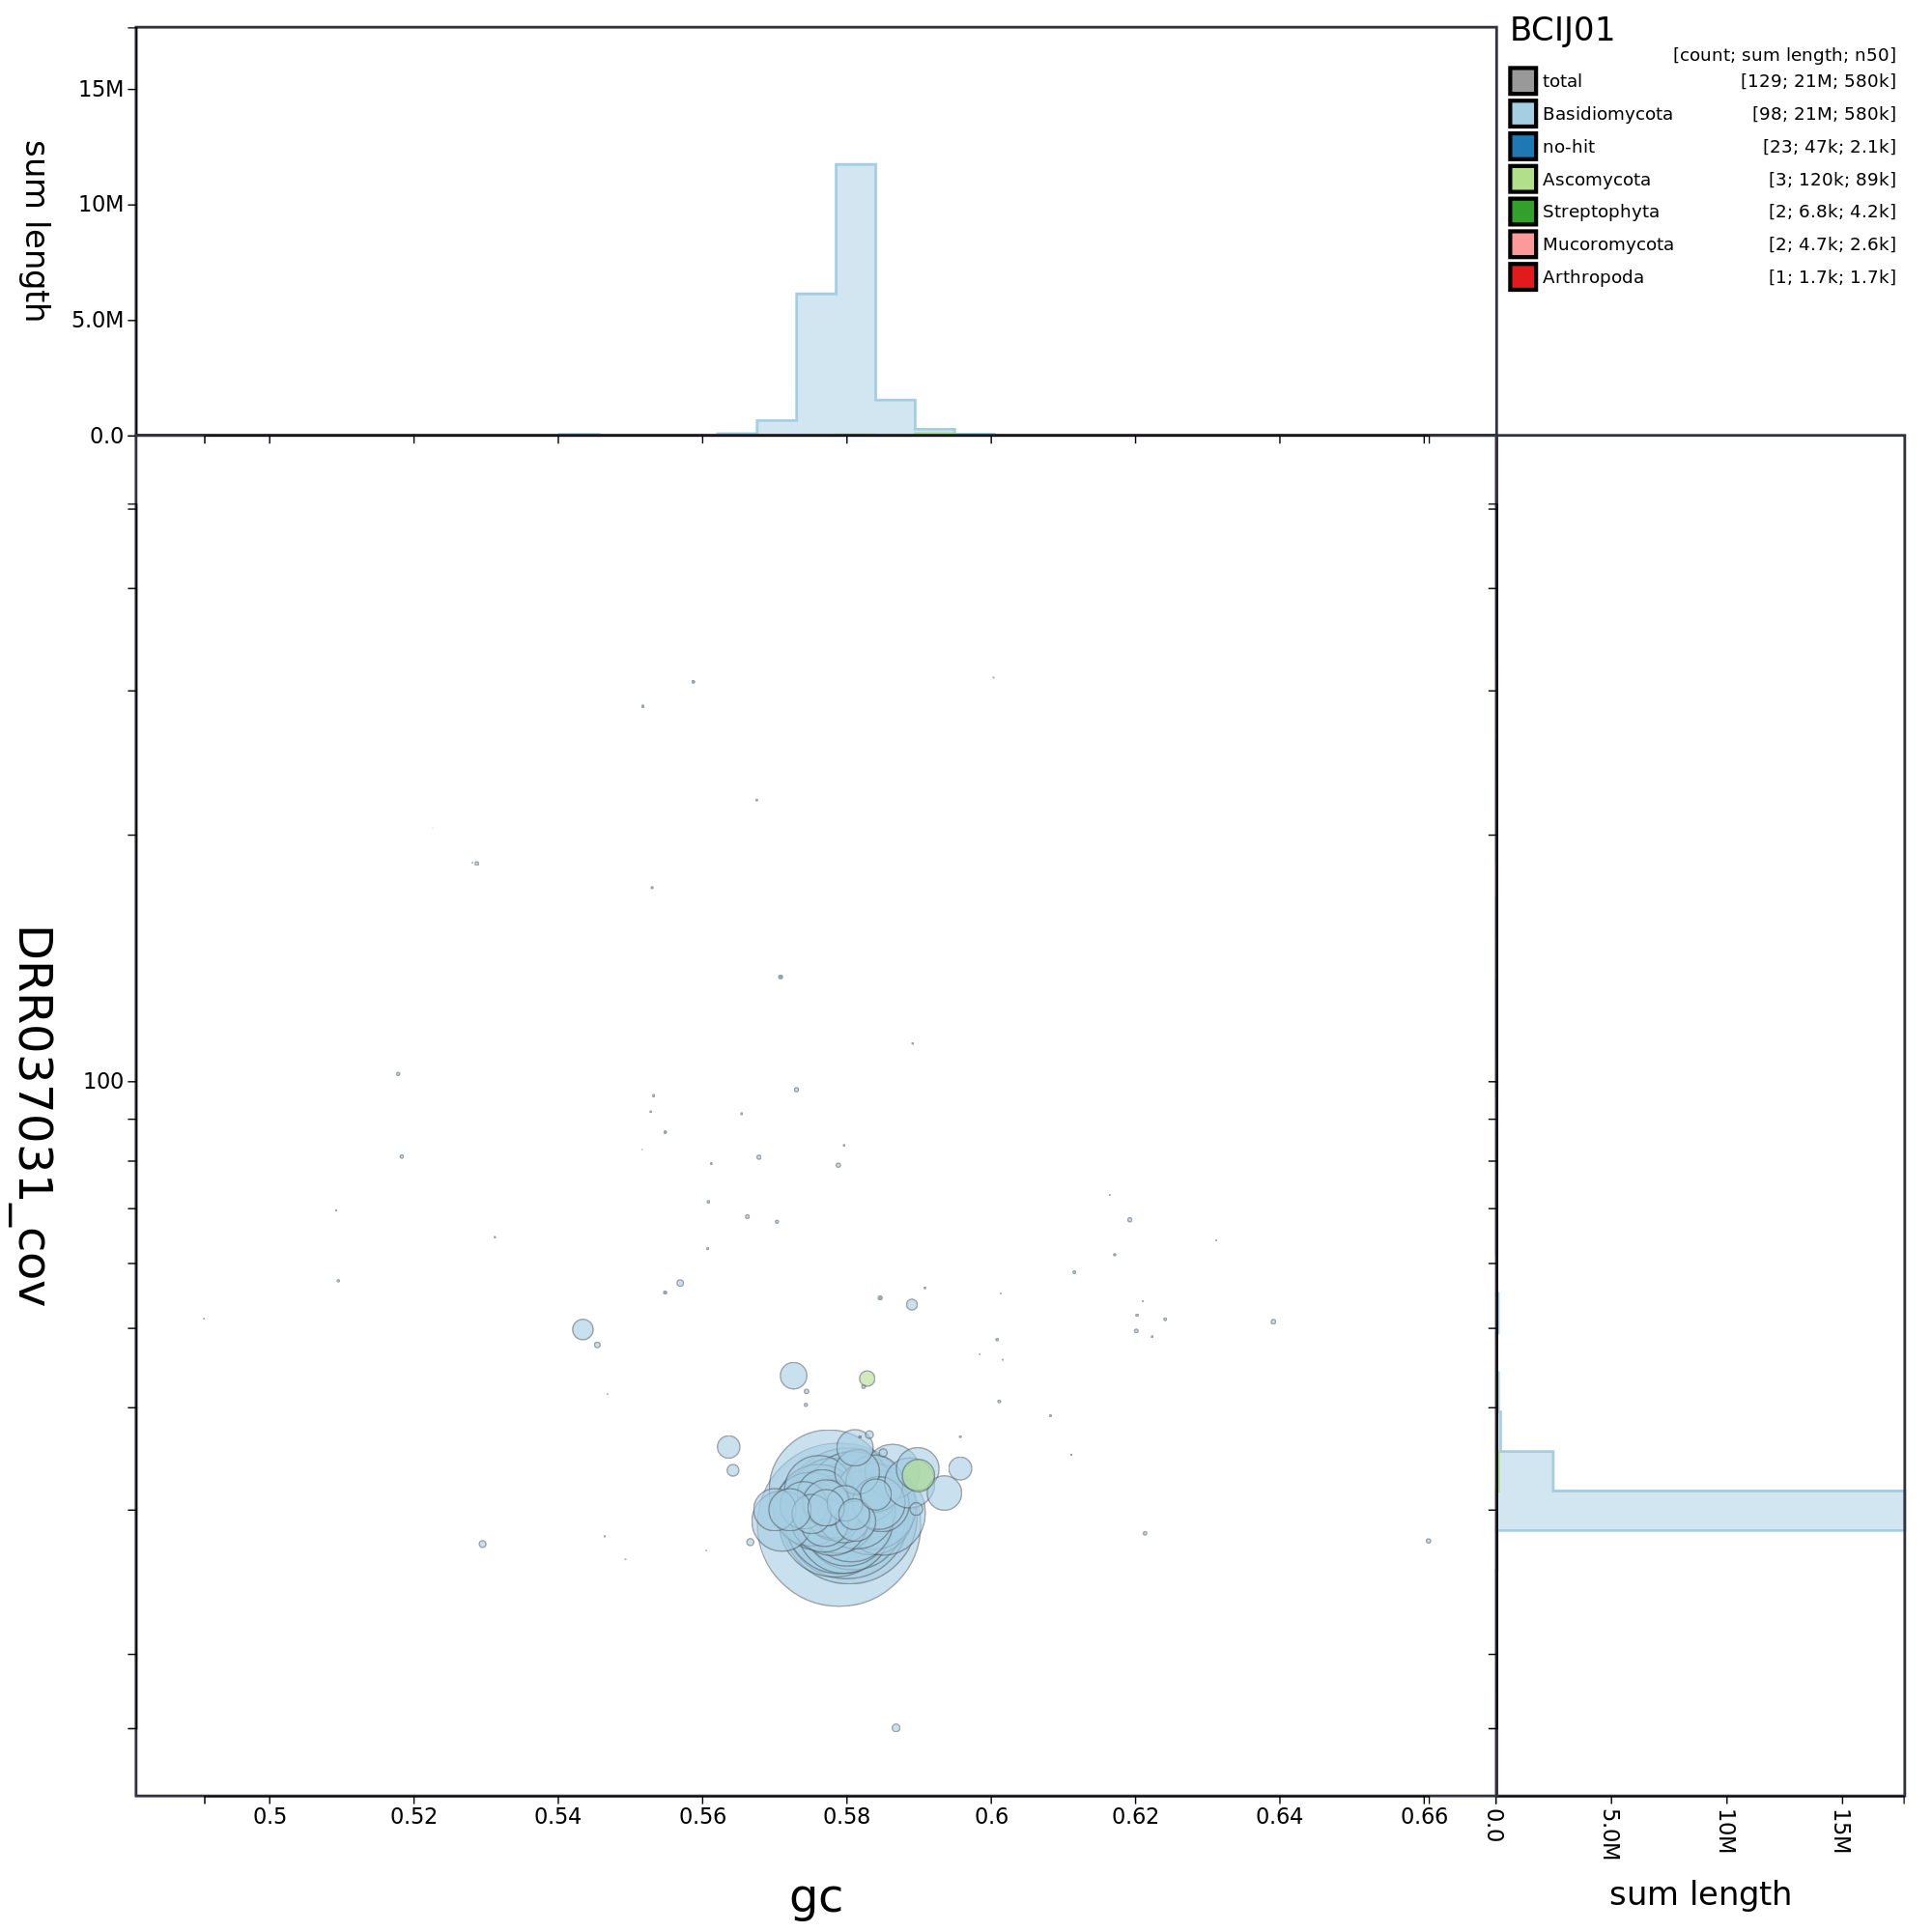 BCIJ01
[count; sum length; n50]
total [129; 21M; 580k]
Basidiomycota [98; 21M; 580k]
no-hit [23; 47k; 2.1k]
Ascomycota [3; 120k; 89k]
Streptophyta [2; 6.8k; 4.2k]
Mucoromycota [2; 4.7k; 2.6k]
Arthropoda [1; 1.7k; 1.7k]
sum length
15M
10M
5.0M
0.0
DRR037031_cov
100
0.5 0.52 0.54 0.56 0.58 0.6 0.62 0.64 0.66
gc
0.0 5.0M 10M 15M
sum length